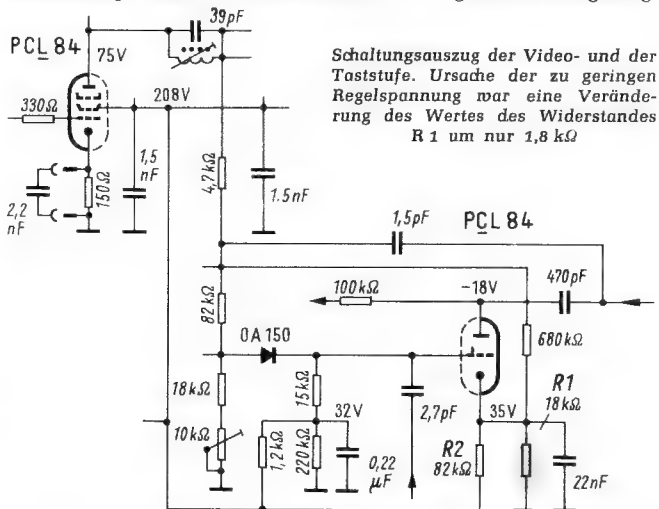 39pF
PCL 84
75V
Schaltungsauszug der Video- und der
Taststufe. Ursache der zu geringen
Regelspannung war eine Verände-
rung des Wertes des Widerstandes
R 1 um nur 1,8 kΩ
330Ω
208V
1,5
nF
150Ω
2,2
nF
4,7kΩ
1.5nF
1,5pF
PCL 84
100kΩ
-18V
470pF
82kΩ
680kΩ
OA 150
R1
18kΩ
18kΩ
15kΩ
32V
2,7pF
35V
10kΩ
1,2kΩ
220kΩ
0,22
µF
R2
82kΩ
22nF